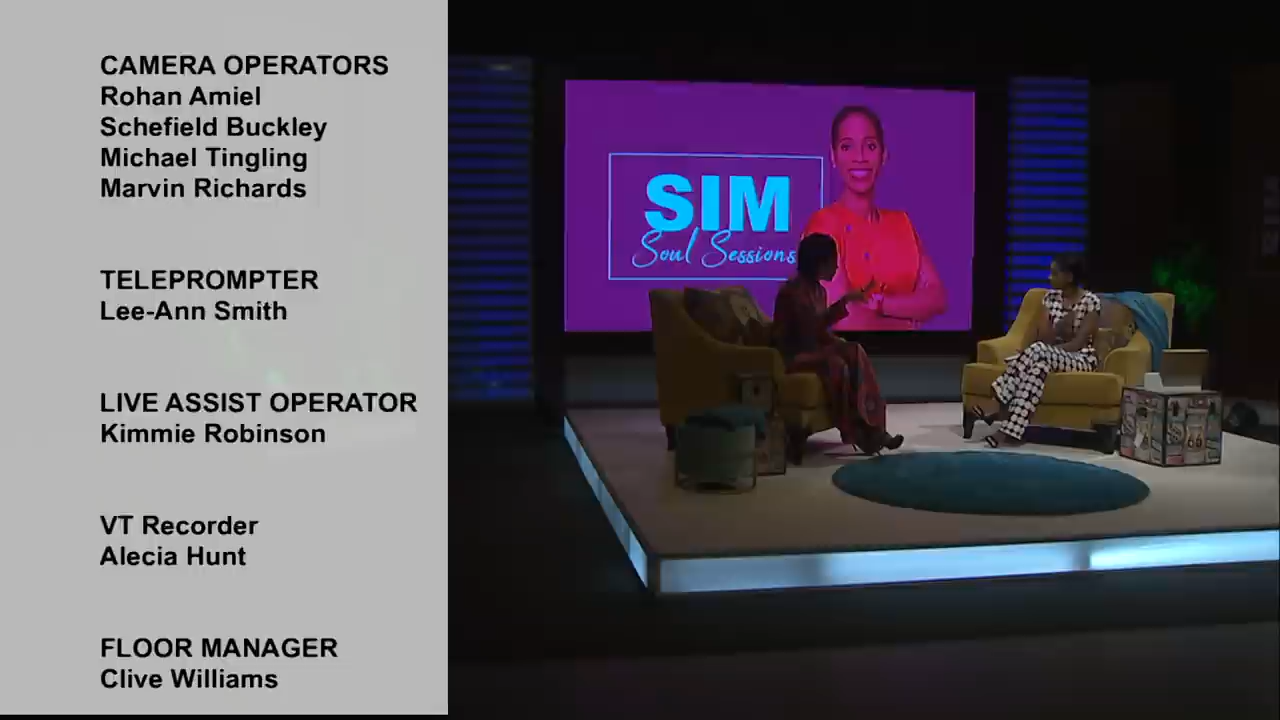 CAMERA OPERATORS
Rohan Amiel
Schefield Buckley
Michael Tingling
Marvin Richards
TELEPROMPTER
Lee-Ann Smith
LIVE ASSIST OPERATOR
Kimmie Robinson
VT Recorder
Alecia Hunt
FLOOR MANAGER
Clive Williams
SIM
Soul Sessions